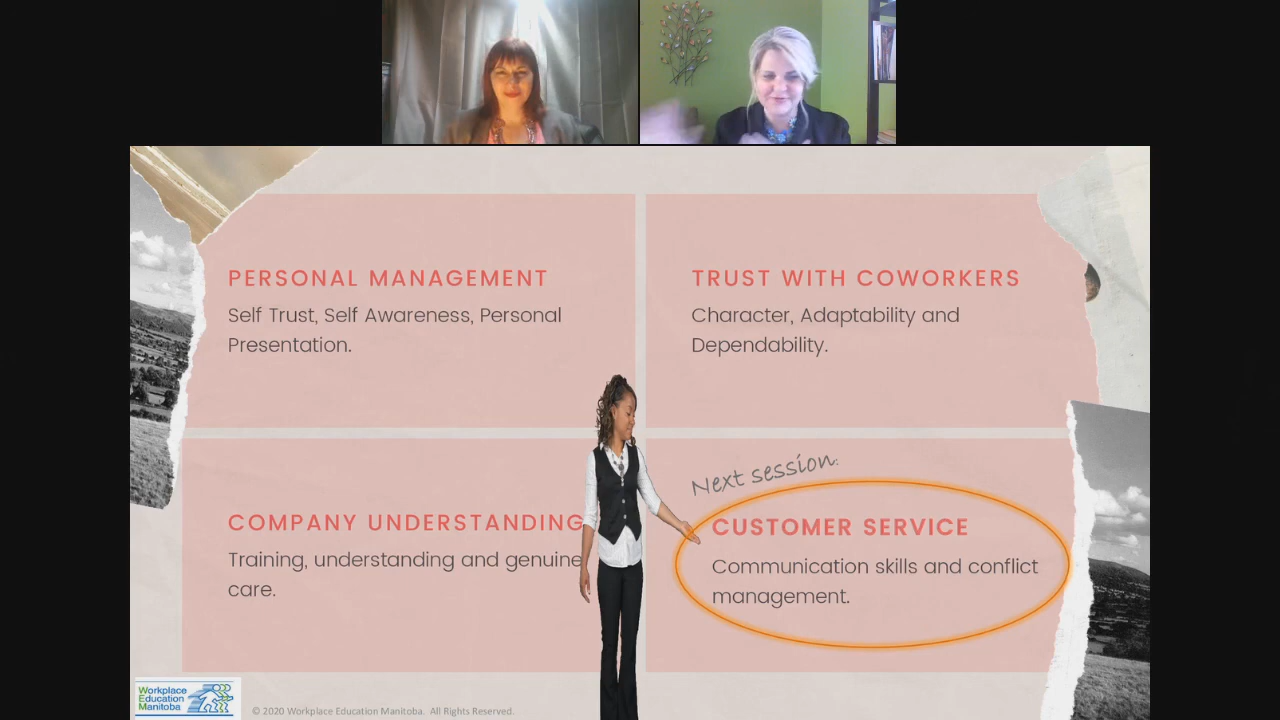 PERSONAL MANAGEMENT
Self Trust, Self Awareness, Personal
Presentation.
TRUST WITH COWORKERS
Character, Adaptability and
Dependability.
COMPANY UNDERSTANDING
Training, understanding and genuine
care.
Next session:
CUSTOMER SERVICE
Communication skills and conflict
management.
Workplace
Education
Manitoba
© 2020 Workplace Education Manitoba. All Rights Reserved.